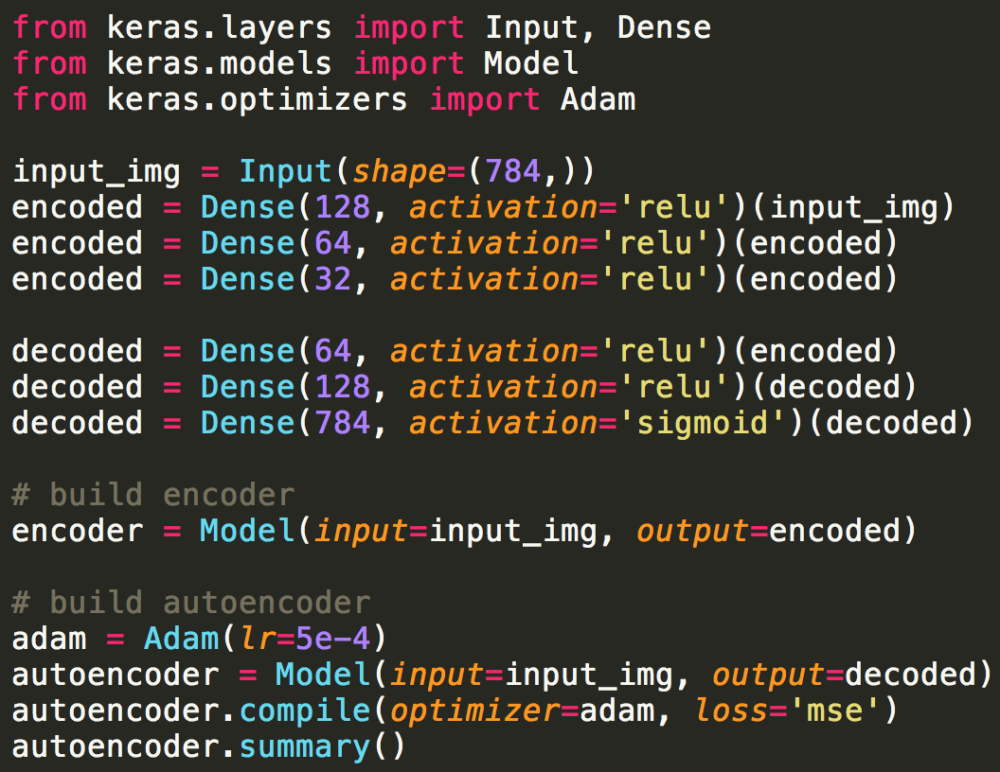 from keras.layers import Input, Dense
from keras.models import Model
from keras.optimizers import Adam
input_img = Input(shape=(784,))
encoded = Dense(128, activation='relu')(input_img)
encoded = Dense(64, activation='relu')(encoded)
encoded = Dense(32, activation='relu')(encoded)
decoded = Dense(64, activation='relu')(encoded)
decoded = Dense(128, activation='relu')(decoded)
decoded = Dense(784, activation='sigmoid')(decoded)
# build encoder
encoder = Model(input=input_img, output=encoded)
# build autoencoder
adam = Adam(lr=5e-4)
autoencoder = Model(input=input_img, output=decoded)
autoencoder.compile(optimizer=adam, loss='mse')
autoencoder.summary()